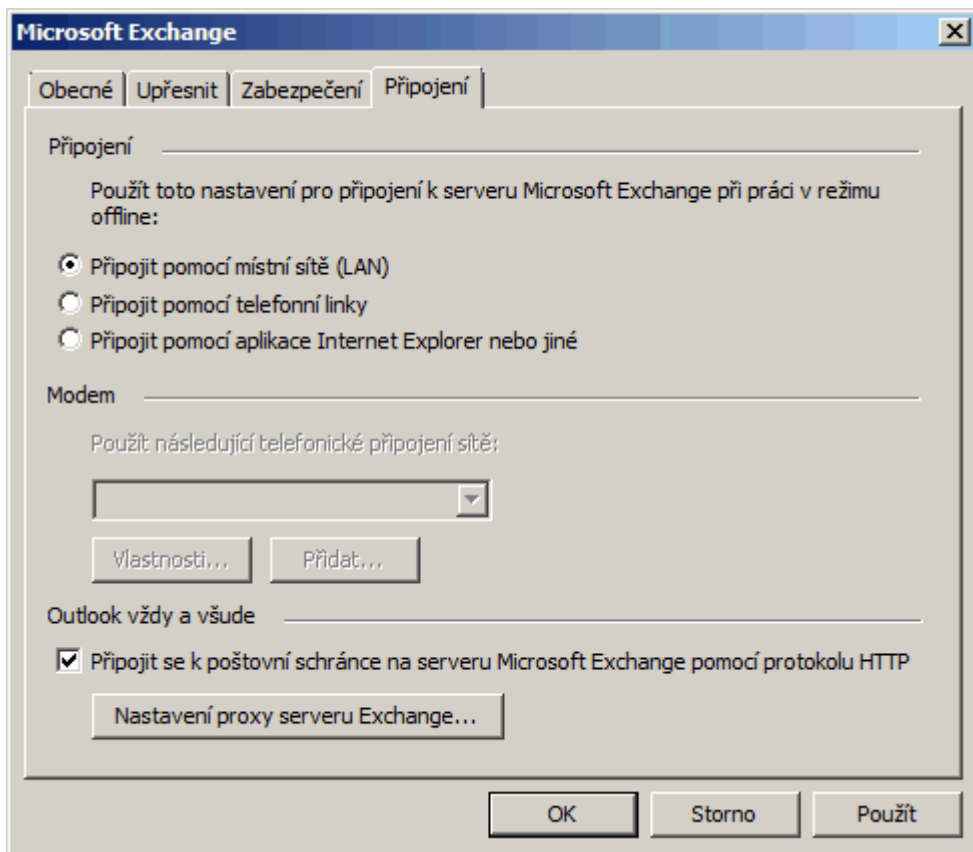 Microsoft Exchange
Obecné
Upřesnit
Zabezpečení
Připojení
Připojení
Použít toto nastavení pro připojení k serveru Microsoft Exchange při práci v režimu
offline:
Připojit pomocí místní sítě (LAN)
Připojit pomocí telefonní linky
Připojit pomocí aplikace Internet Explorer nebo jiné
Modem
Použít následující telefonické připojení sítě:
Vlastnosti...
Přidat...
Outlook vždy a všude
Připojit se k poštovní schránce na serveru Microsoft Exchange pomocí protokolu HTTP
Nastavení proxy serveru Exchange...
OK
Storno
Použít